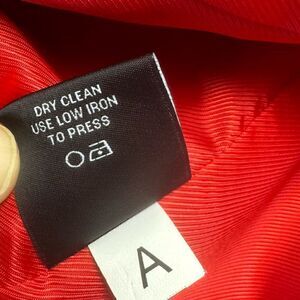 DRY CLEAN
USE LOW IRON
TO PRESS
A